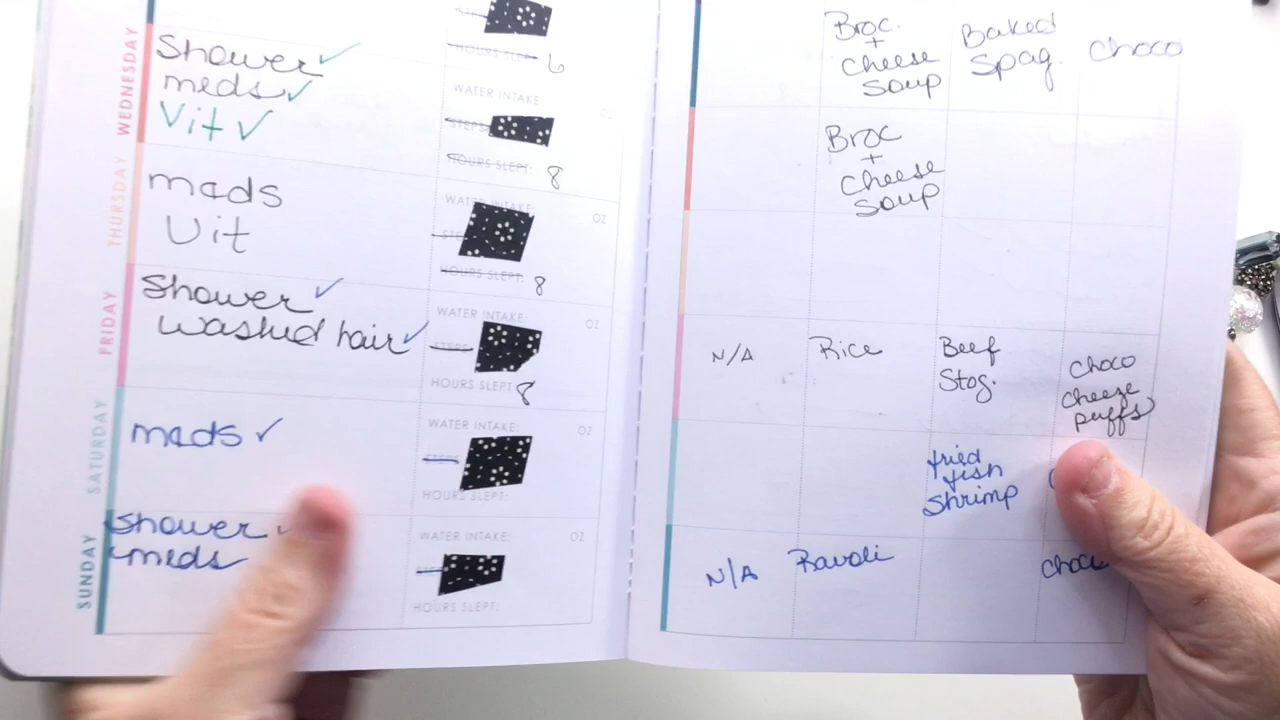 HOURS SLEPT: 6
WEDNESDAY
Shower ✓
meds ✓
Vit ✓
WATER INTAKE
OZ
STEPS
HOURS SLEPT: 8
THURSDAY
meds
Vit
WATER INTAKE:
OZ
HOURS SLEPT: 8
FRIDAY
Shower ✓
washed hair ✓
WATER INTAKE:
OZ
HOURS SLEPT: 8
SATURDAY
meds ✓
WATER INTAKE:
OZ
STEPS
HOURS SLEPT:
SUNDAY
Shower
meds
WATER INTAKE:
OZ
HOURS SLEPT:
Broc.
+
cheese
soup
Baked
Spag.
Choco
Broc
+
Cheese
soup
N/A
Rice
Beef
Stog.
Choco
cheeze
puffs
fried
fish
shrimp
N/A
Ravoli